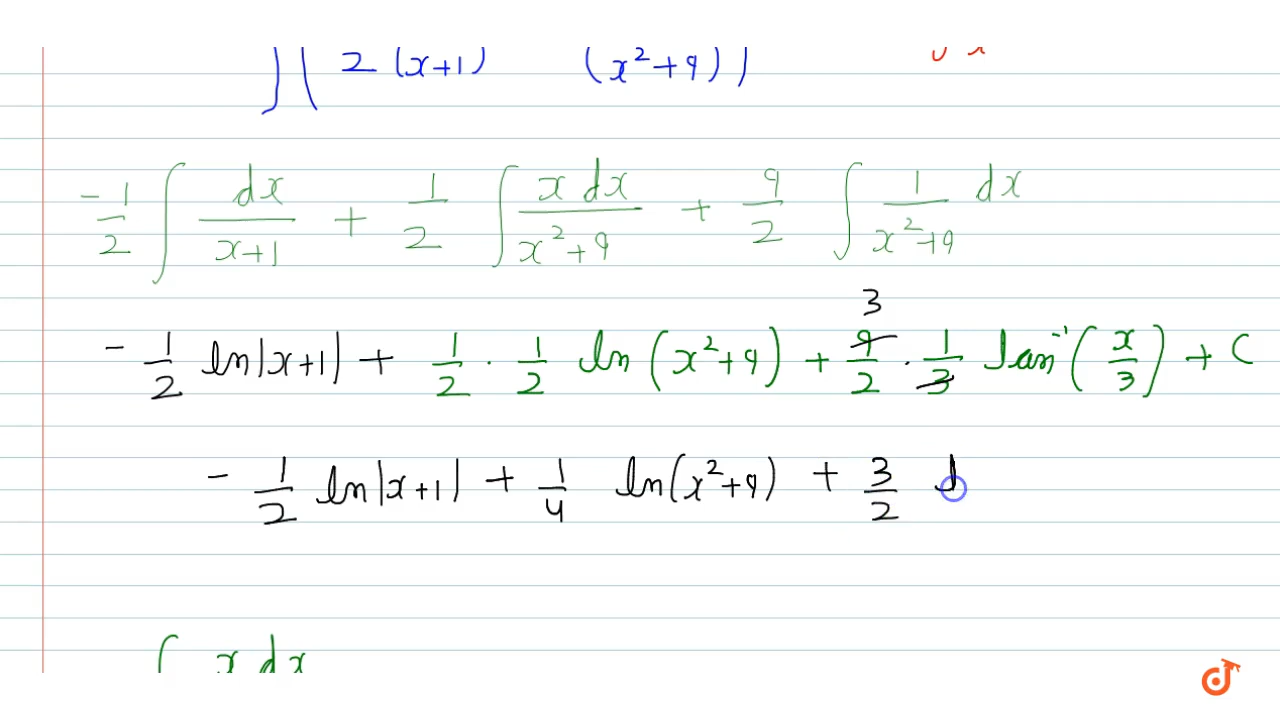 ∫( 2(x+1) (x²+9) )
-1/2 ∫ dx/(x+1) + 1/2 ∫ x dx/(x²+9) + 9/2 ∫ 1/(x²+9) dx
3
- 1/2 ln|x+1| + 1/2 · 1/2 ln(x²+9) + 9/2 · 1/3 tan⁻¹(x/3) + C
- 1/2 ln|x+1| + 1/4 ln(x²+9) + 3/2
∫ x dx